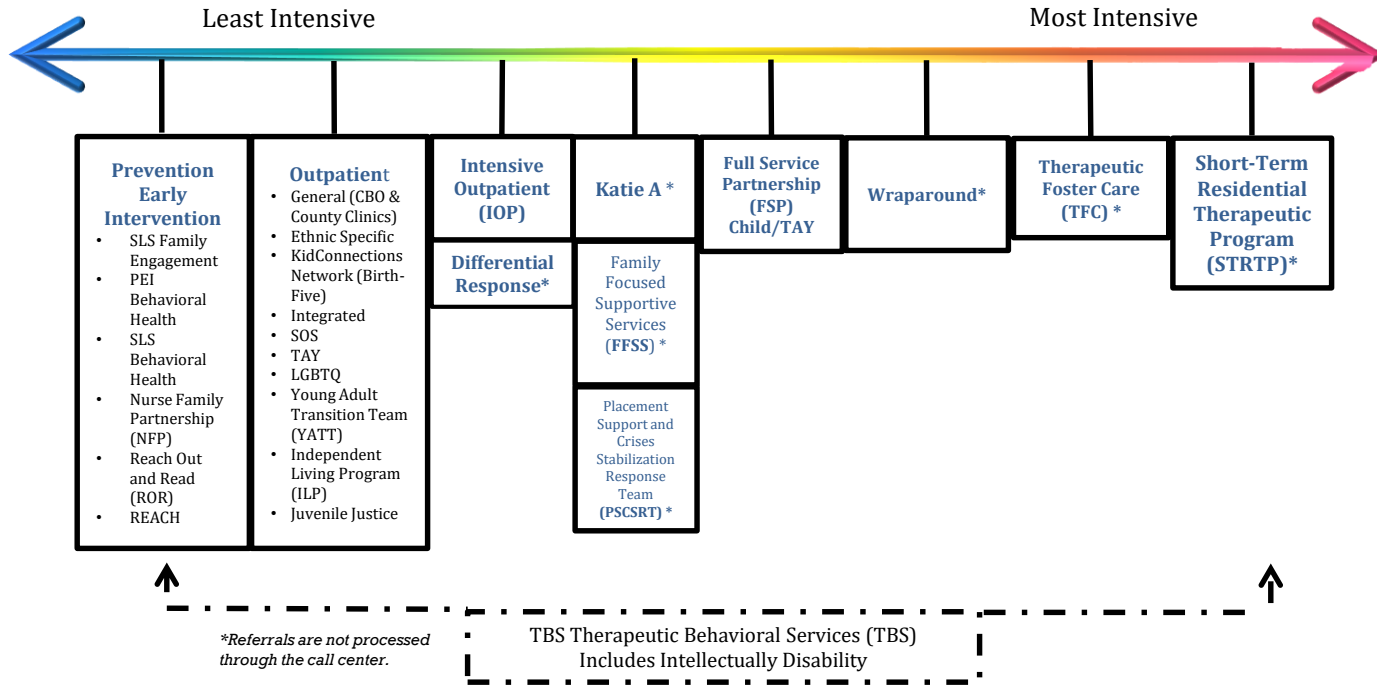 Least Intensive
Most Intensive
Prevention
Early
Intervention
• SLS Family
Engagement
• PEI
Behavioral
Health
• SLS
Behavioral
Health
• Nurse Family
Partnership
(NFP)
• Reach Out
and Read
(ROR)
• REACH
Outpatient
• General (CBO &
County Clinics)
• Ethnic Specific
• KidConnections
Network (Birth-
Five)
• Integrated
• SOS
• TAY
• LGBTQ
• Young Adult
Transition Team
(YATT)
• Independent
Living Program
(ILP)
• Juvenile Justice
Intensive
Outpatient
(IOP)
Differential
Response*
Katie A *
Family
Focused
Supportive
Services
(FFSS) *
Placement
Support and
Crises
Stabilization
Response
Team
(PSCSRT) *
Full Service
Partnership
(FSP)
Child/TAY
Wraparound*
Therapeutic
Foster Care
(TFC) *
Short-Term
Residential
Therapeutic
Program
(STRTP)*
*Referrals are not processed
through the call center.
TBS Therapeutic Behavioral Services (TBS)
Includes Intellectually Disability